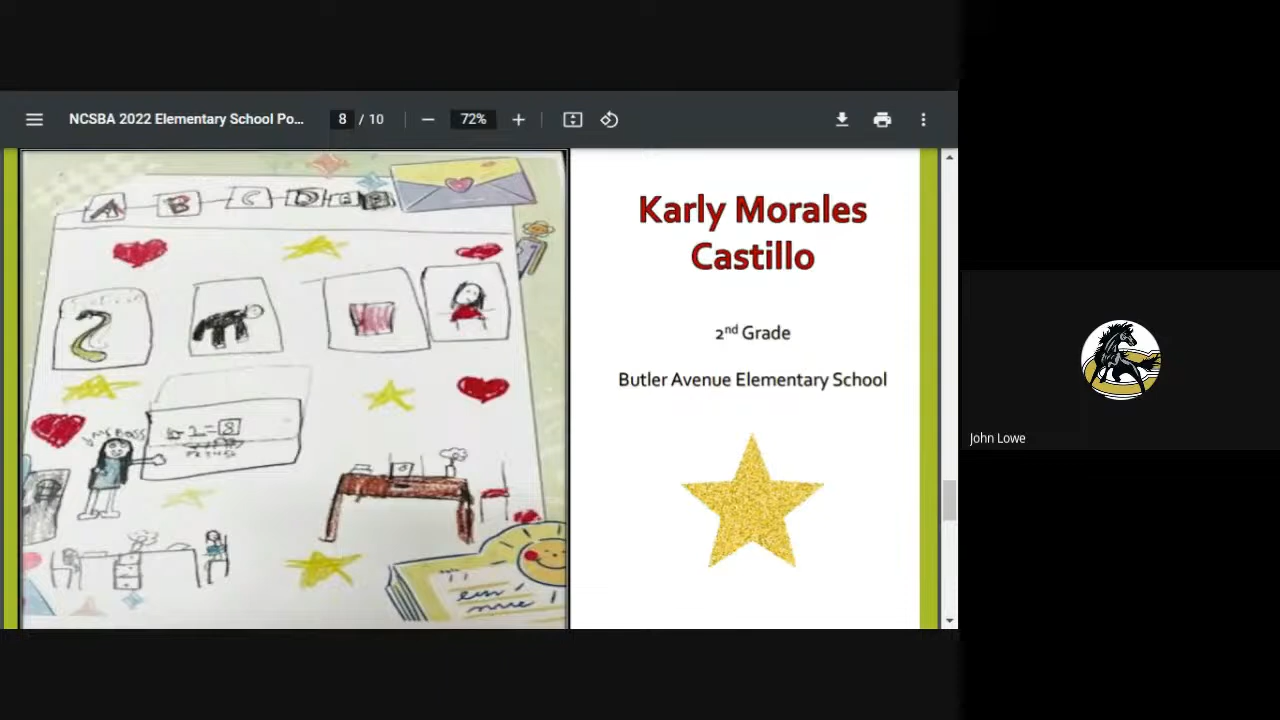 NCSBA 2022 Elementary School Po...
8 / 10
72%
A B C D E F
Karly Morales
Castillo
2nd Grade
Butler Avenue Elementary School
John Lowe